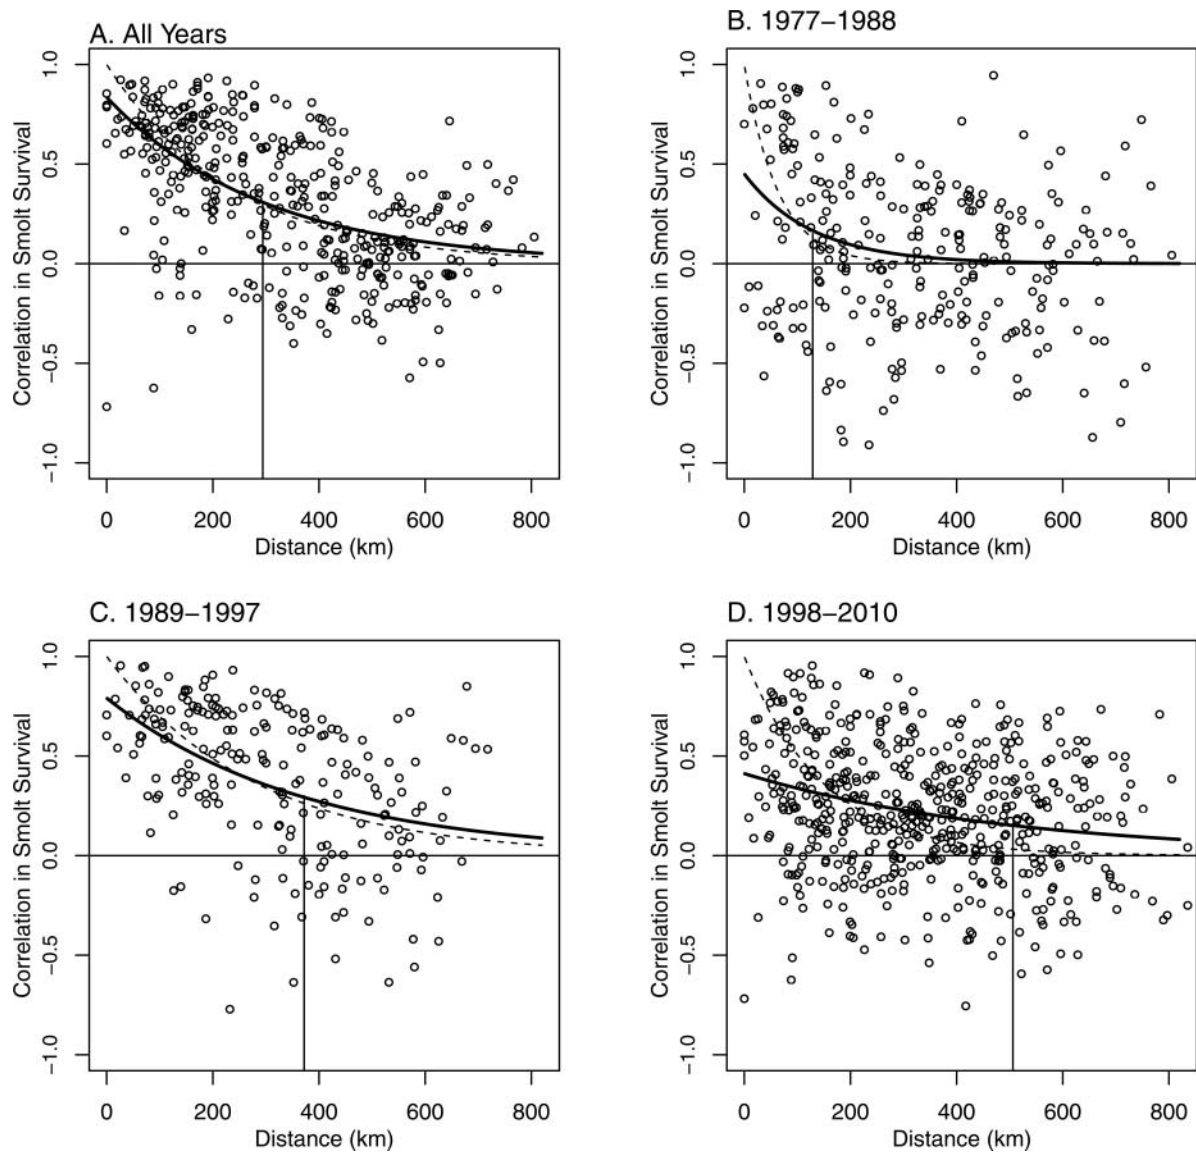 A. All Years
1.0
0.5
0.0
−0.5
−1.0
Correlation in Smolt Survival
0 200 400 600 800
Distance (km)
B. 1977−1988
1.0
0.5
0.0
−0.5
−1.0
Correlation in Smolt Survival
0 200 400 600 800
Distance (km)
C. 1989−1997
1.0
0.5
0.0
−0.5
−1.0
Correlation in Smolt Survival
0 200 400 600 800
Distance (km)
D. 1998−2010
1.0
0.5
0.0
−0.5
−1.0
Correlation in Smolt Survival
0 200 400 600 800
Distance (km)